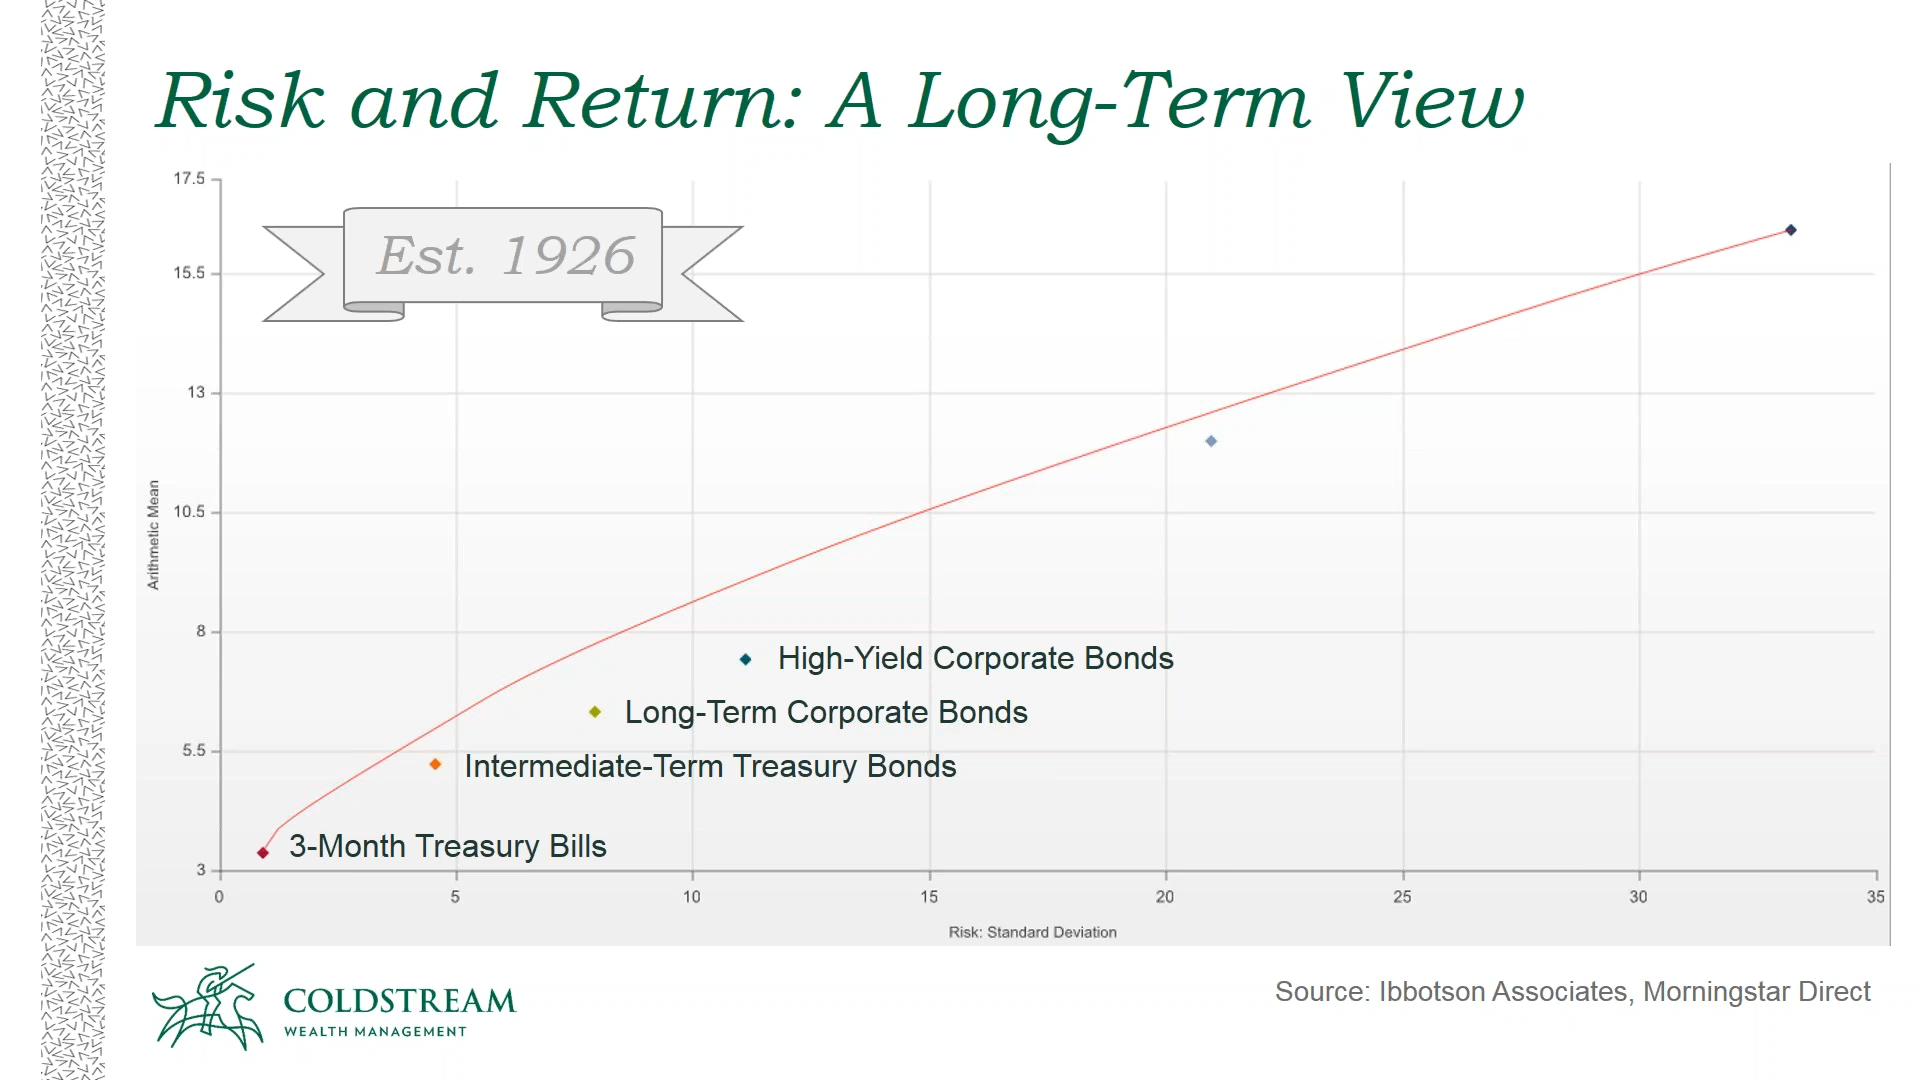 Risk and Return: A Long-Term View
Est. 1926
17.5
15.5
13
10.5
8
5.5
3
Arithmetic Mean
High-Yield Corporate Bonds
Long-Term Corporate Bonds
Intermediate-Term Treasury Bonds
3-Month Treasury Bills
0 5 10 15 20 25 30 35
Risk: Standard Deviation
COLDSTREAM
WEALTH MANAGEMENT
Source: Ibbotson Associates, Morningstar Direct